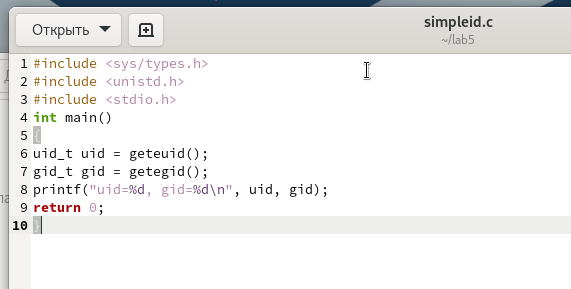 Открыть
simpleid.c
~/lab5
1 #include <sys/types.h>
2 #include <unistd.h>
3 #include <stdio.h>
4 int main()
5 {
6 uid_t uid = geteuid();
7 gid_t gid = getegid();
8 printf("uid=%d, gid=%d\n", uid, gid);
9 return 0;
10 }